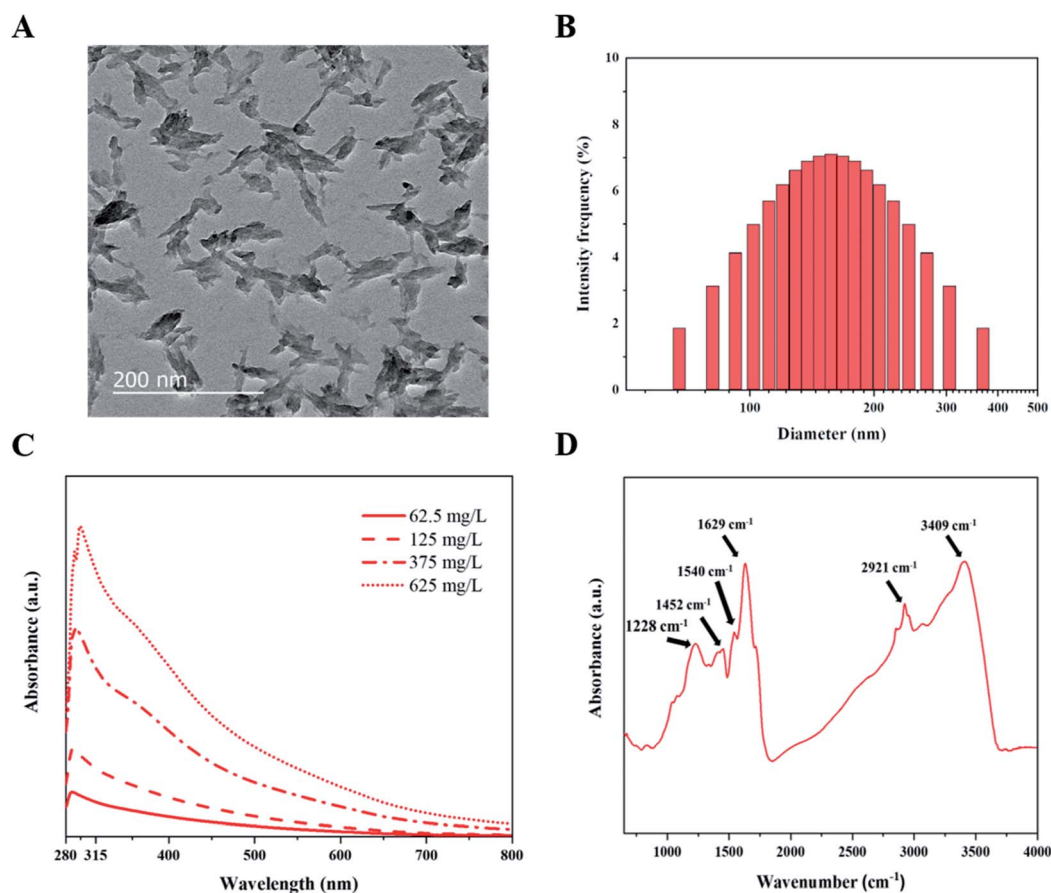 A
B
200 nm
10
8
6
4
2
0
Intensity frequency (%)
100
200
300
400
500
Diameter (nm)
C
D
62.5 mg/L
125 mg/L
375 mg/L
625 mg/L
Absorbance (a.u.)
280
315
400
500
600
700
800
Wavelength (nm)
1629 cm⁻¹
3409 cm⁻¹
1540 cm⁻¹
2921 cm⁻¹
1452 cm⁻¹
1228 cm⁻¹
Absorbance (a.u.)
1000
1500
2000
2500
3000
3500
4000
Wavenumber (cm⁻¹)